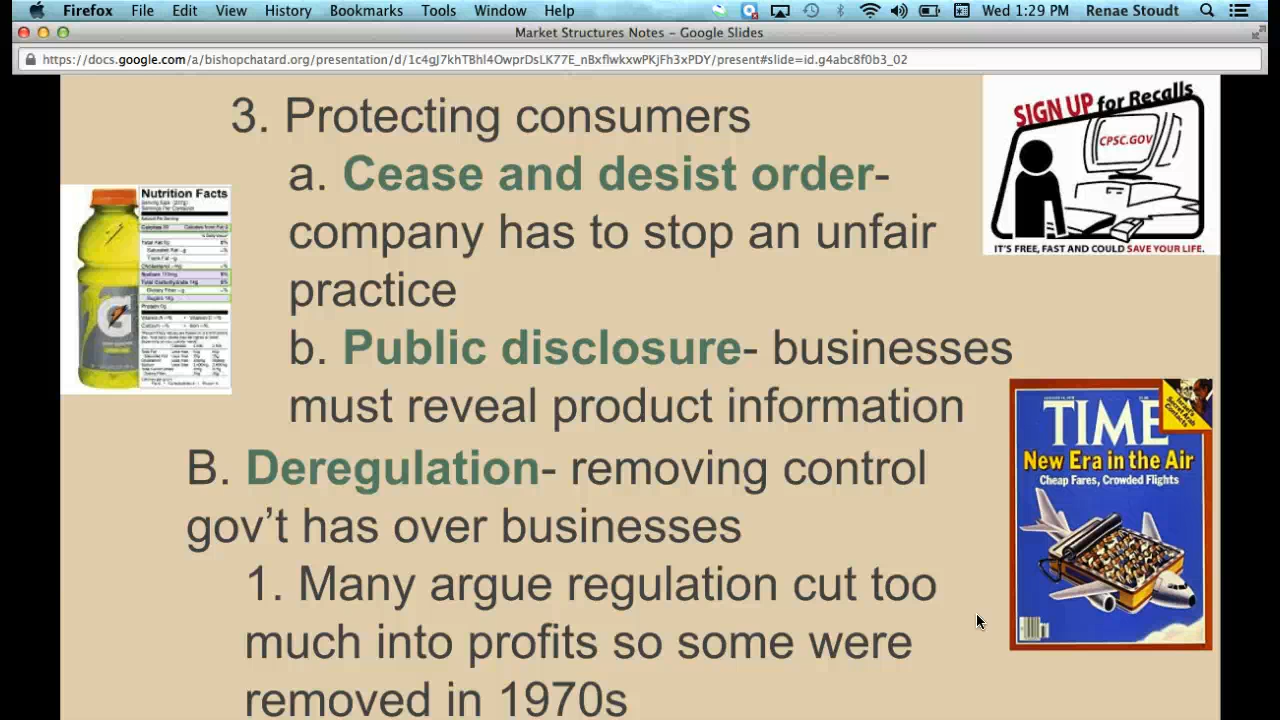 Firefox File Edit View History Bookmarks Tools Window Help Wed 1:29 PM Renae Stoudt
Market Structures Notes - Google Slides
https://docs.google.com/a/bishopchatard.org/presentation/d/1c4gJ7khTBhl4OwprDsLK77E_nBxflwkxwPKjFh3xPDY/present#slide=id.g4abc8f0b3_02
3. Protecting consumers
a. Cease and desist order-
company has to stop an unfair
practice
b. Public disclosure- businesses
must reveal product information
B. Deregulation- removing control
gov’t has over businesses
1. Many argue regulation cut too
much into profits so some were
removed in 1970s
Nutrition Facts
G
SIGN UP for Recalls
CPSC.GOV
IT'S FREE, FAST AND COULD SAVE YOUR LIFE.
TIME
New Era in the Air
Cheap Fares, Crowded Flights